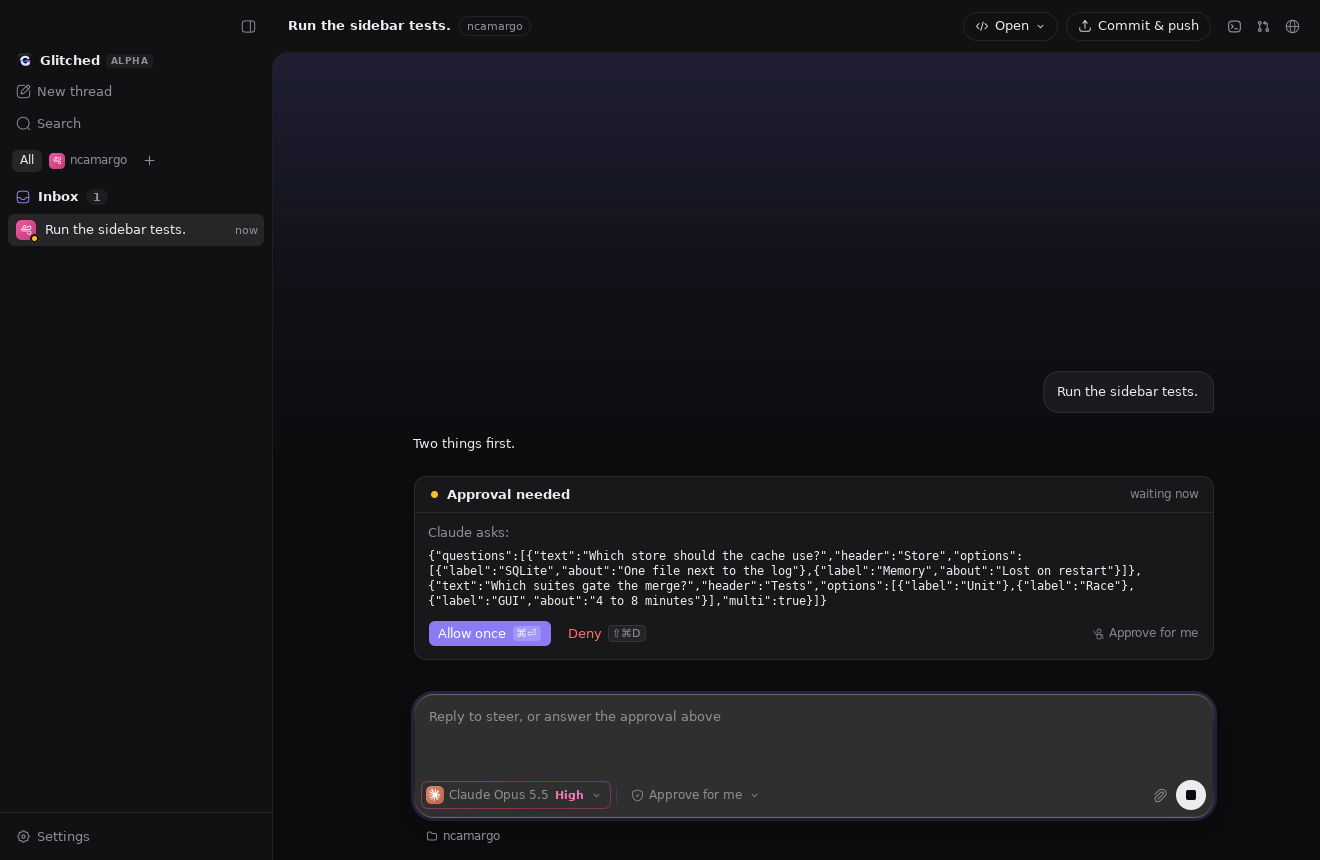 Run the sidebar tests. ncamargo
Open
Commit & push
Glitched ALPHA
New thread
Search
All ncamargo
Inbox 1
Run the sidebar tests. now
Run the sidebar tests.
Two things first.
Approval needed waiting now
Claude asks:
{"questions":[{"text":"Which store should the cache use?","header":"Store","options":
[{"label":"SQLite","about":"One file next to the log"},{"label":"Memory","about":"Lost on restart"}]},
{"text":"Which suites gate the merge?","header":"Tests","options":[{"label":"Unit"},{"label":"Race"},
{"label":"GUI","about":"4 to 8 minutes"}],"multi":true}]}
Allow once ⌘⏎ Deny ⇧⌘D Approve for me
Reply to steer, or answer the approval above
Claude Opus 5.5 High Approve for me
Settings
ncamargo